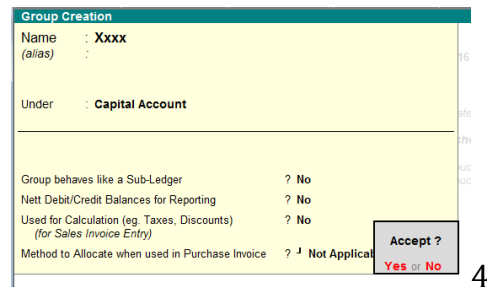 Group Creation
Name : Xxxx
(alias) :
Under : Capital Account
Group behaves like a Sub-Ledger ? No
Nett Debit/Credit Balances for Reporting ? No
Used for Calculation (eg. Taxes, Discounts) ? No
(for Sales Invoice Entry)
Method to Allocate when used in Purchase Invoice ? ┘ Not Applicab
Accept ?
Yes or No
4